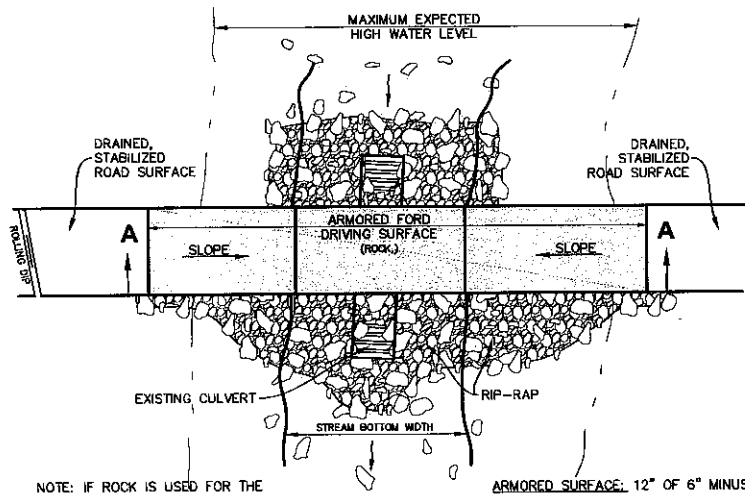 MAXIMUM EXPECTED
HIGH WATER LEVEL
DRAINED,
STABILIZED
ROAD SURFACE
DRAINED,
STABILIZED
ROAD SURFACE
ROLLING DIP
A
ARMORED FORD
DRIVING SURFACE
(ROCK,)
SLOPE
SLOPE
A
EXISTING CULVERT
RIP-RAP
STREAM BOTTOM WIDTH
NOTE: IF ROCK IS USED FOR THE
ARMORED SURFACE: 12" OF 6" MINUS